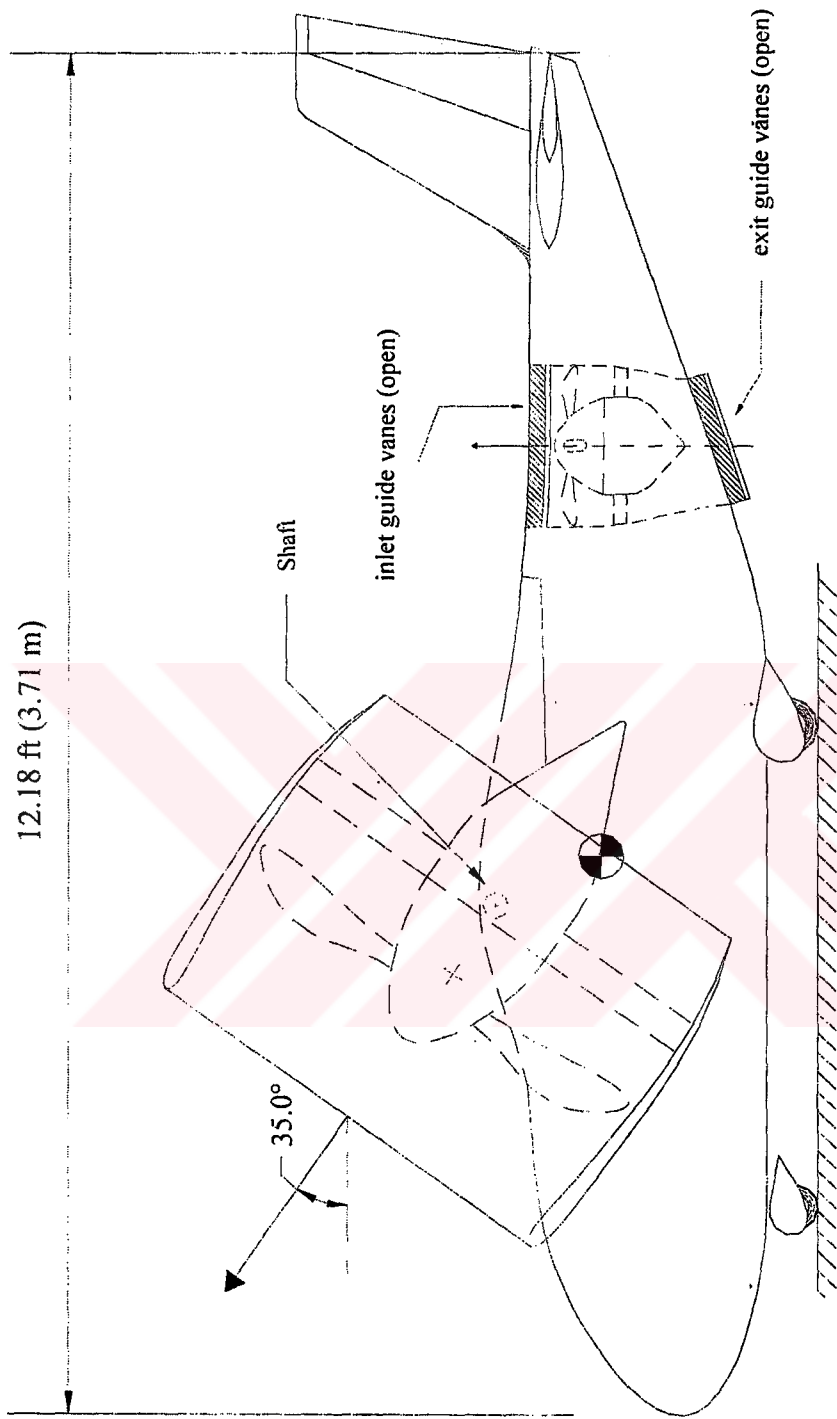 12.18 ft (3.71 m)
35.0°
Shaft
inlet guide vanes (open)
exit guide vanes (open)